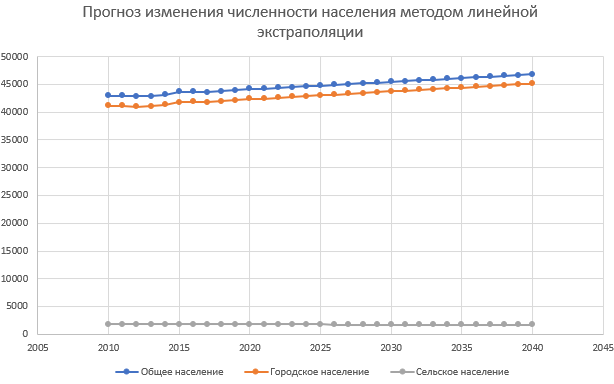 Прогноз изменения численности населения методом линейной
экстраполяции
50000
45000
40000
35000
30000
25000
20000
15000
10000
5000
0
2005 2010 2015 2020 2025 2030 2035 2040 2045
Общее население Городское население Сельское население